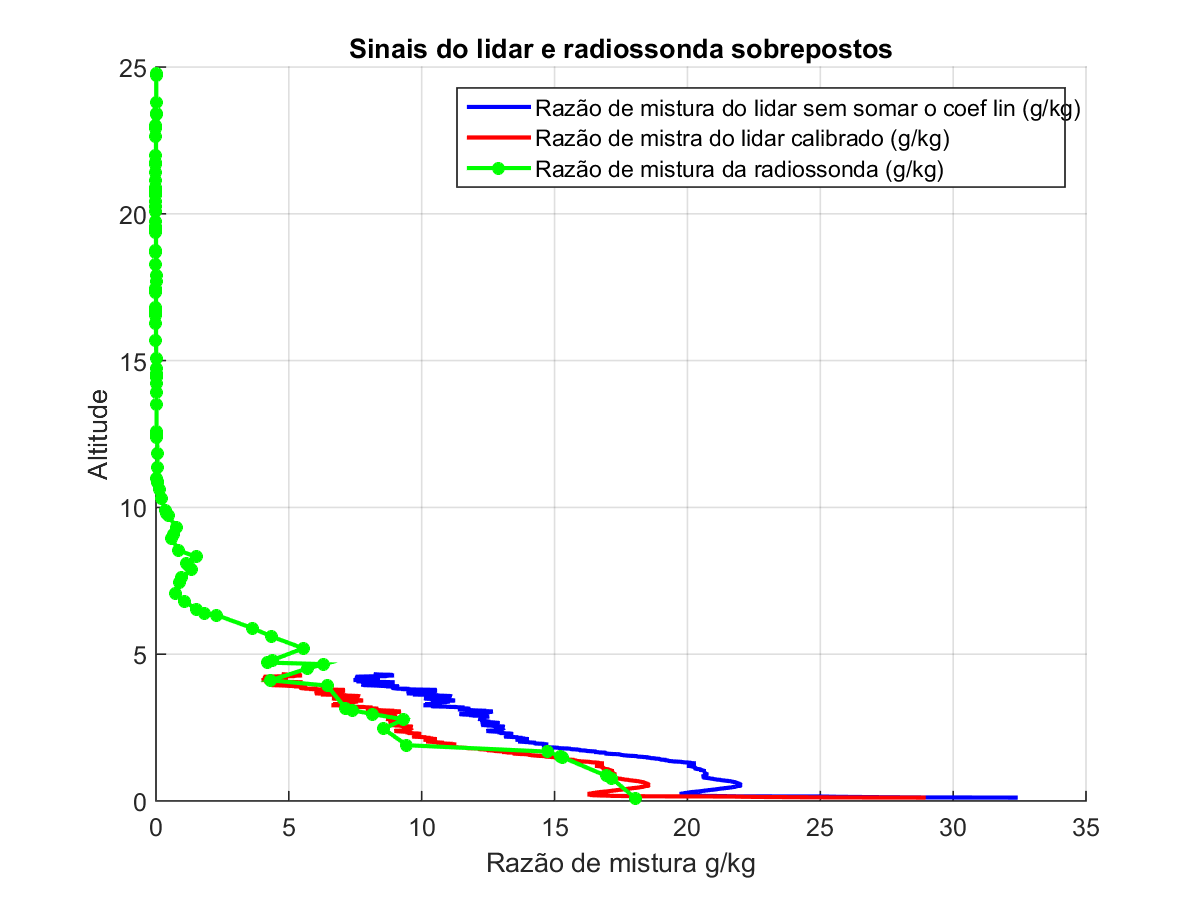 Sinais do lidar e radiossonda sobrepostos
25
Razão de mistura do lidar sem somar o coef lin (g/kg)
Razão de mistra do lidar calibrado (g/kg)
Razão de mistura da radiossonda (g/kg)
20
15
Altitude
10
5
0
0 5 10 15 20 25 30 35
Razão de mistura g/kg